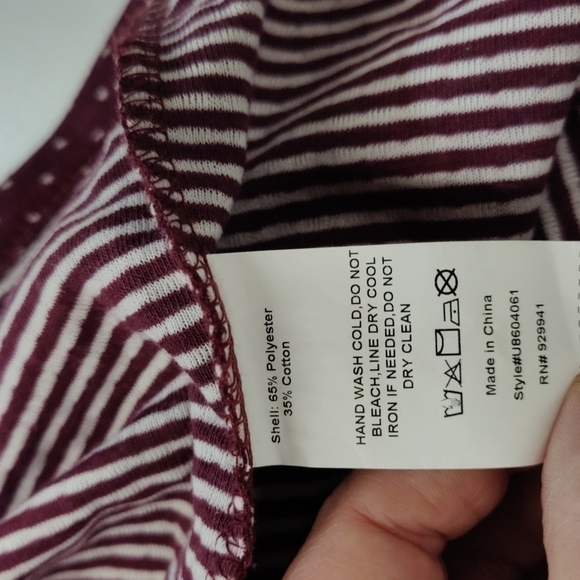 Shell: 65% Polyester
35% Cotton
HAND WASH COLD,DO NOT
BLEACH,LINE DRY COOL
IRON IF NEEDED,DO NOT
DRY CLEAN
Made in China
Style#U8604061
RN# 929941